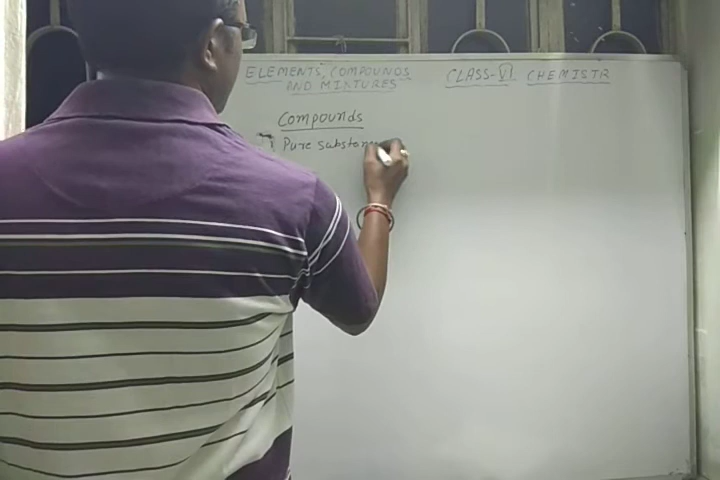 ELEMENTS, COMPOUNDS CLASS-VI CHEMISTR
AND MIXTURES
Compounds
Pure substan